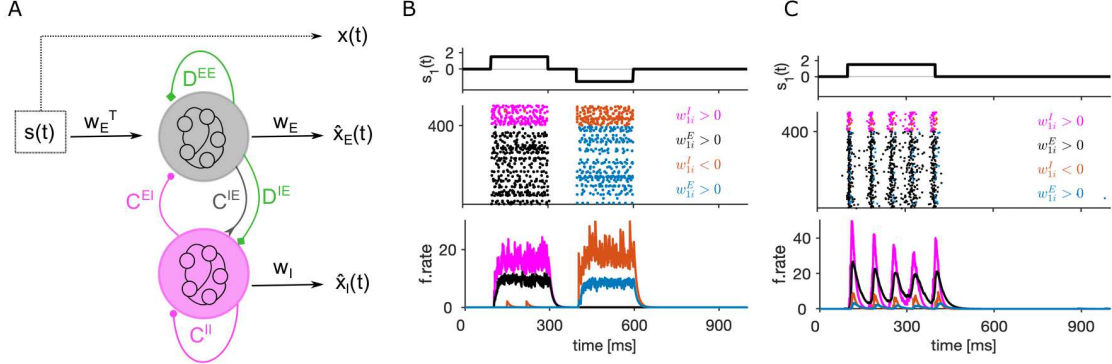 A
x(t)
D^EE
s(t)
w_E^T
w_E
x̂_E(t)
C^EI
C^IE
D^IE
w_I
x̂_I(t)
C^II
B
s_1(t)
2
0
400
w^I_1i > 0
w^E_1i > 0
w^I_1i < 0
w^E_1i > 0
f.rate
20
0
0
300
600
900
time [ms]
C
s_1(t)
2
0
400
w^I_1i > 0
w^E_1i > 0
w^I_1i < 0
w^E_1i > 0
f.rate
40
20
0
0
300
600
900
time [ms]